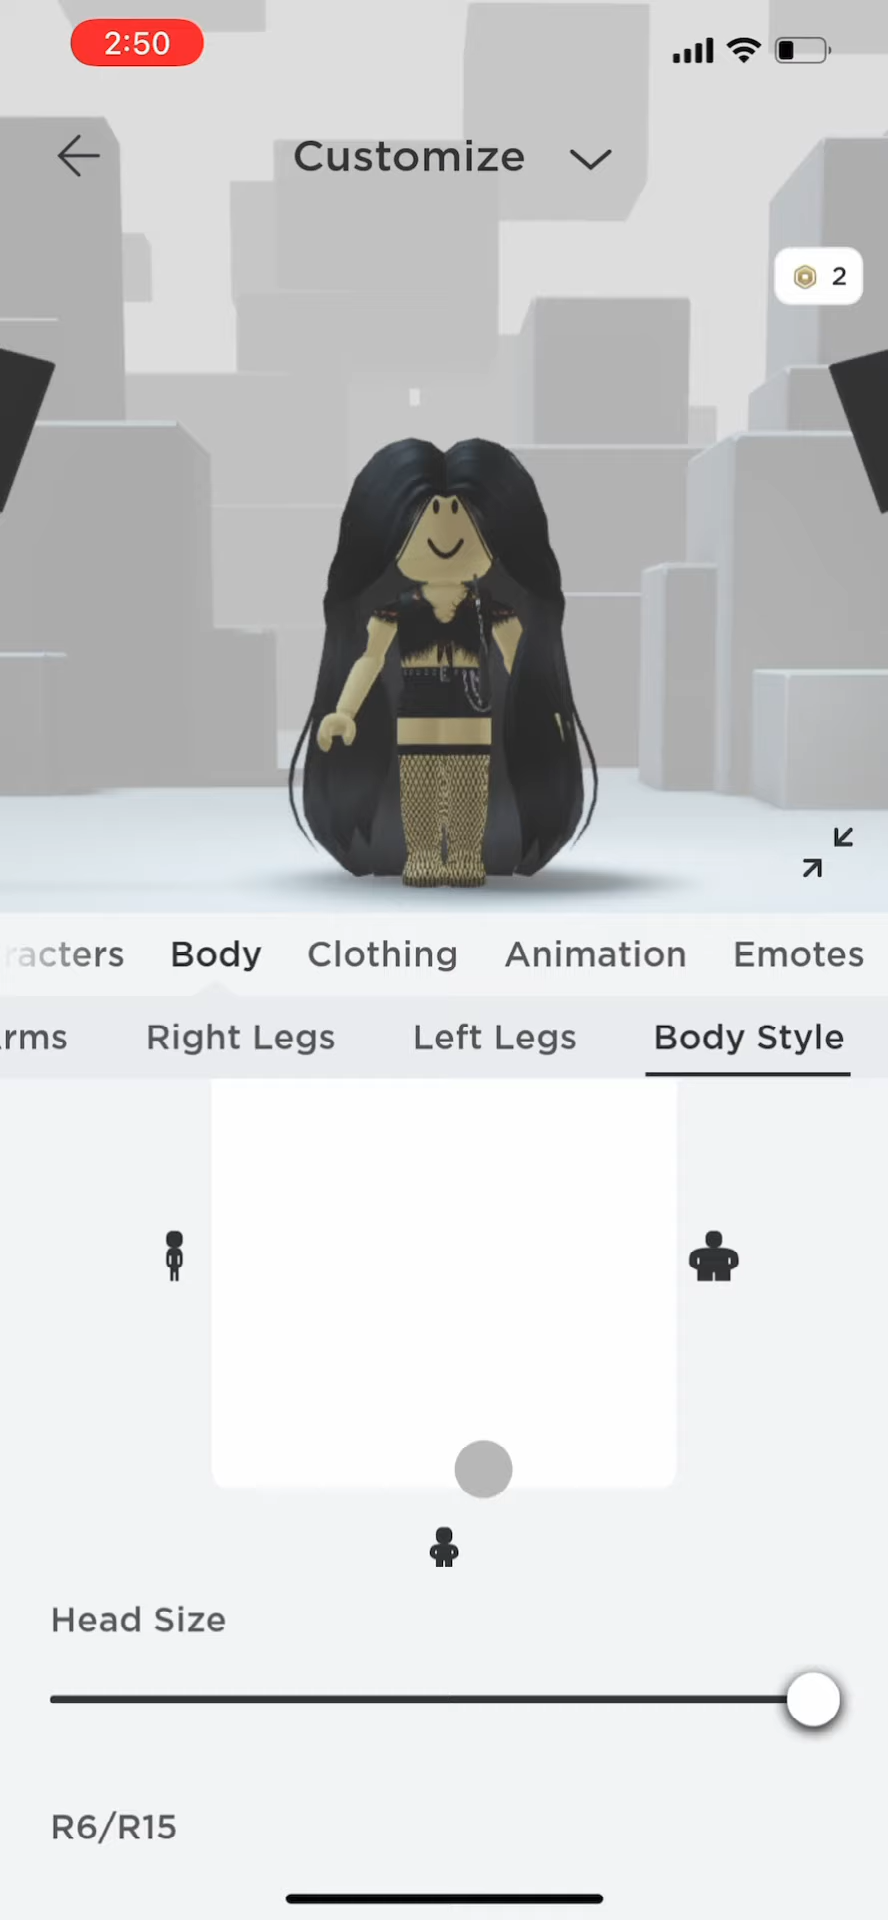 2:50
Customize
2
racters Body Clothing Animation Emotes
rms Right Legs Left Legs Body Style
Head Size
R6/R15